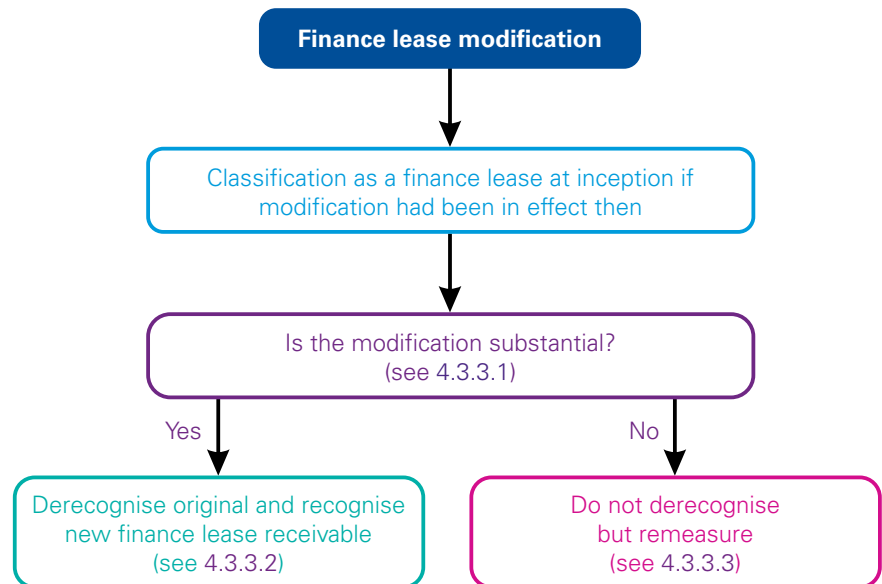 Finance lease modification
Classification as a finance lease at inception if
modification had been in effect then
Is the modification substantial?
(see 4.3.3.1)
Yes
No
Derecognise original and recognise
new finance lease receivable
(see 4.3.3.2)
Do not derecognise
but remeasure
(see 4.3.3.3)